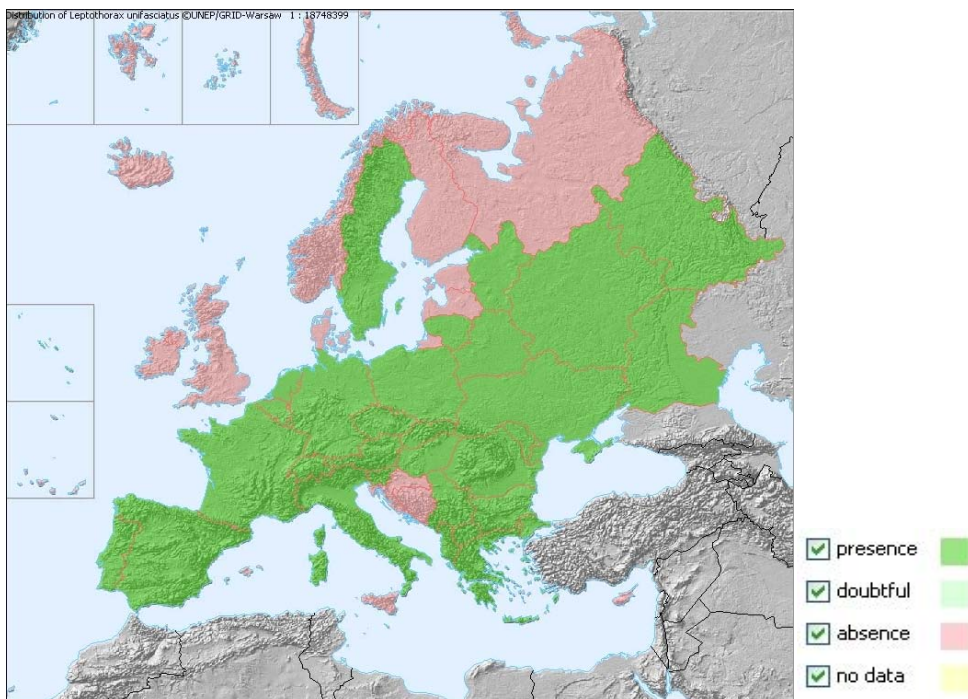 Distribution of Leptothorax unifasciatus ©UNEP/GRID-Warsaw 1 : 18748399
presence
doubtful
absence
no data